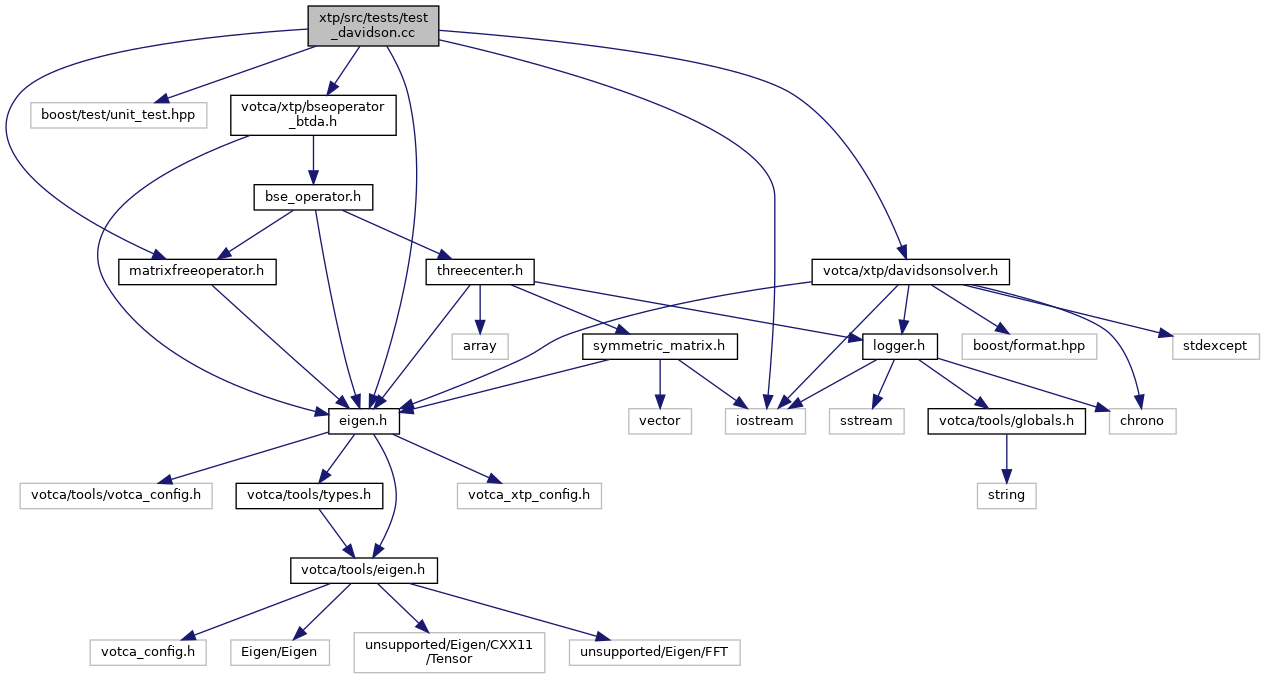 xtp/src/tests/test
_davidson.cc
boost/test/unit_test.hpp
votca/xtp/bseoperator
_btda.h
bse_operator.h
matrixfreeoperator.h
threecenter.h
votca/xtp/davidsonsolver.h
array
symmetric_matrix.h
logger.h
boost/format.hpp
stdexcept
eigen.h
vector
iostream
sstream
votca/tools/globals.h
chrono
votca/tools/votca_config.h
votca/tools/types.h
votca_xtp_config.h
string
votca/tools/eigen.h
votca_config.h
Eigen/Eigen
unsupported/Eigen/CXX11
/Tensor
unsupported/Eigen/FFT